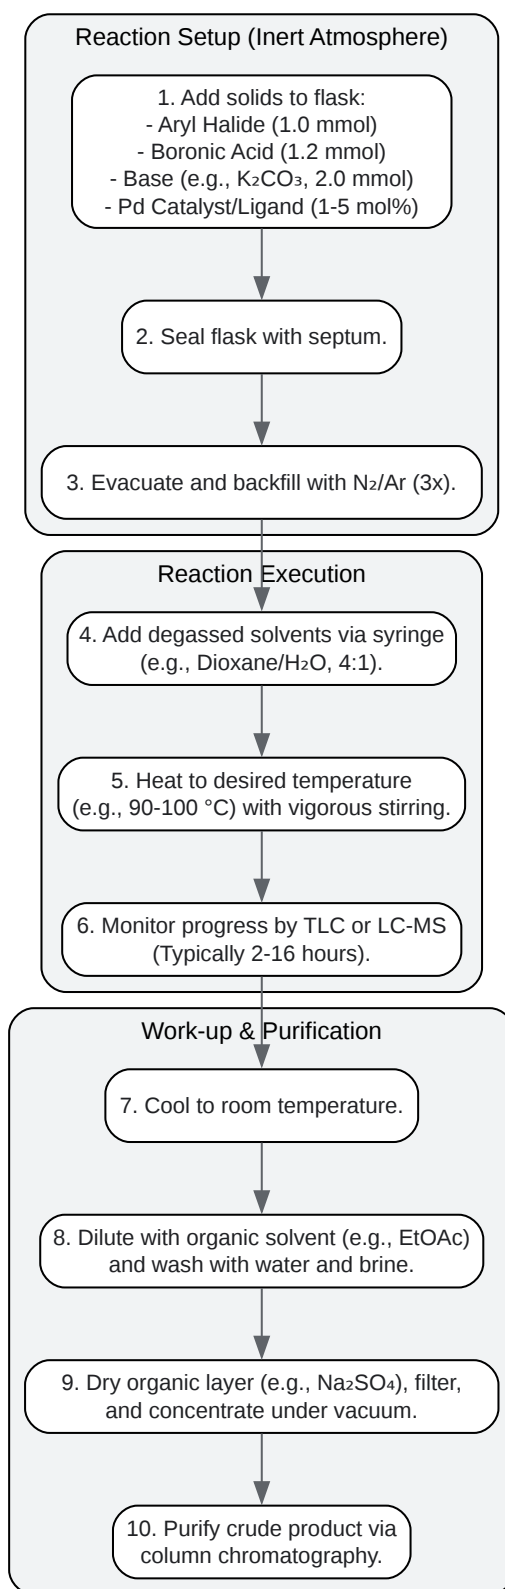 Reaction Setup (Inert Atmosphere)
1. Add solids to flask:
- Aryl Halide (1.0 mmol)
- Boronic Acid (1.2 mmol)
- Base (e.g., K₂CO₃, 2.0 mmol)
- Pd Catalyst/Ligand (1-5 mol%)
2. Seal flask with septum.
3. Evacuate and backfill with N₂/Ar (3x).
Reaction Execution
4. Add degassed solvents via syringe
(e.g., Dioxane/H₂O, 4:1).
5. Heat to desired temperature
(e.g., 90-100 °C) with vigorous stirring.
6. Monitor progress by TLC or LC-MS
(Typically 2-16 hours).
Work-up & Purification
7. Cool to room temperature.
8. Dilute with organic solvent (e.g., EtOAc)
and wash with water and brine.
9. Dry organic layer (e.g., Na₂SO₄), filter,
and concentrate under vacuum.
10. Purify crude product via
column chromatography.